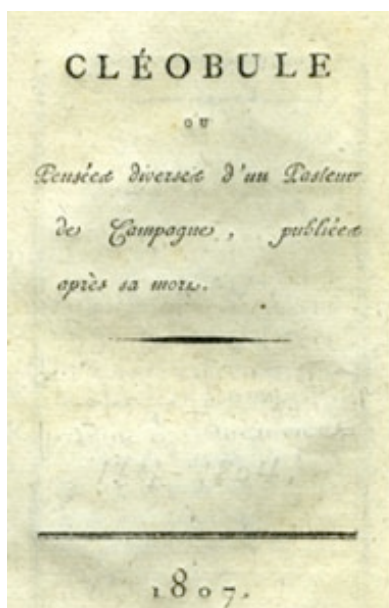 CLÉOBULE
OU
Pensées diverses d'un Pasteur
de Campagne, publiées
après sa mort.
1807.